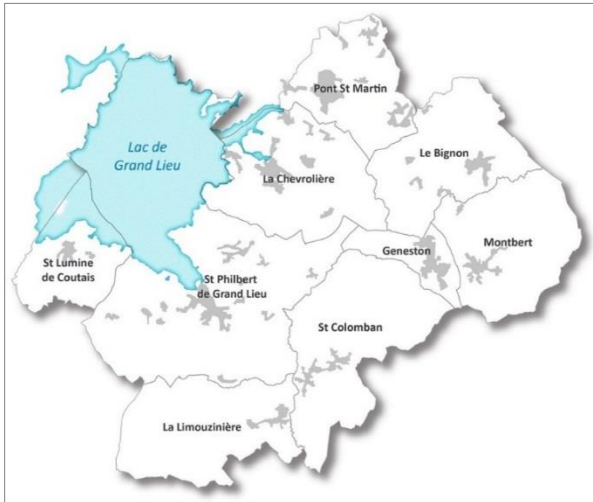 Pont St Martin
Lac de
Grand Lieu
Le Bignon
La Chevrolière
St Lumine
de Coutais
Geneston
Montbert
St Philbert
de Grand Lieu
St Colomban
La Limouzinière